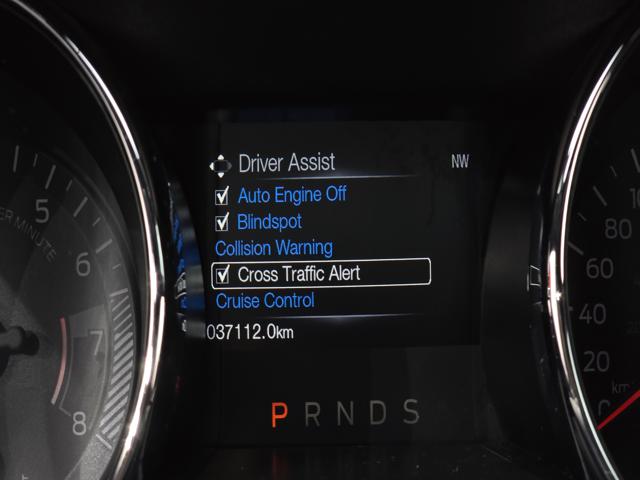 Driver Assist NW
Auto Engine Off
Blindspot
Collision Warning
Cross Traffic Alert
Cruise Control
037112.0km
P R N D S
5
6
7
8
80
60
40
20